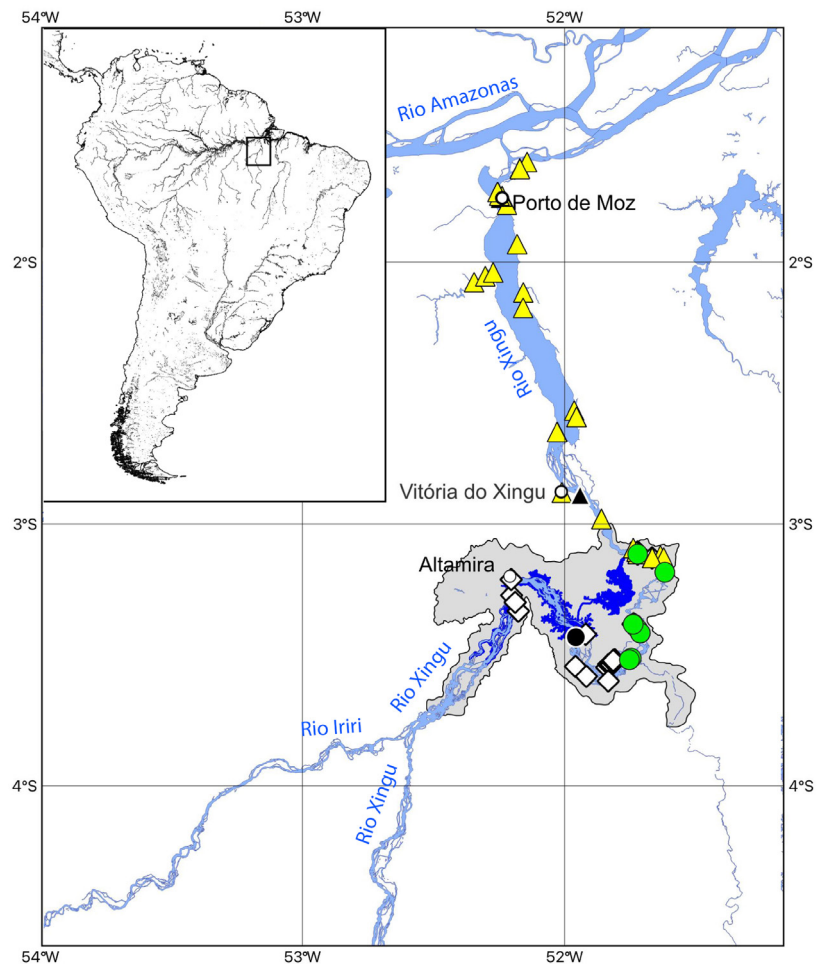 54°W 53°W 52°W
Rio Amazonas
Porto de Moz
2°S 2°S
Rio Xingu
Vitória do Xingu
3°S 3°S
Altamira
Rio Xingu
Rio Iriri
Rio Xingu
4°S 4°S
54°W 53°W 52°W